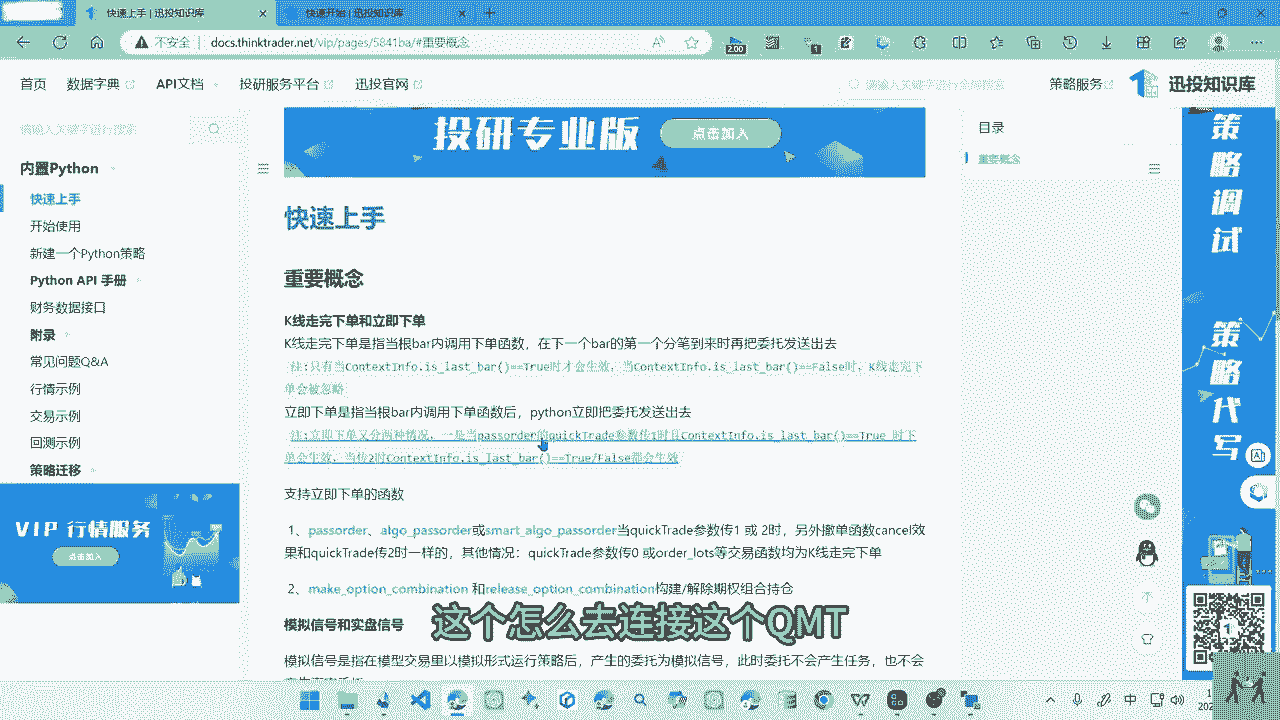 快速上手 | 迅投知识库
快速开始 | 迅投知识库
不安全 | docs.thinktrader.net/vip/pages/5841ba/#重要概念
2.00
1
首页 数据字典 API文档 投研服务平台 迅投官网
策略服务
迅投知识库
内置Python
快速上手
开始使用
新建一个Python策略
Python API 手册
财务数据接口
附录
常见问题Q&A
行情示例
交易示例
回测示例
策略迁移
VIP 行情服务
点击加入
投研专业版 点击加入
快速上手
重要概念
K线走完下单和立即下单
K线走完下单是指当根bar内调用下单函数，在下一个bar的第一个分笔到来时再把委托发送出去
注:只有当ContextInfo.is_last_bar()==True时才会生效，当ContextInfo.is_last_bar()==False时，K线走完下
单会被忽略
立即下单是指当根bar内调用下单函数后，python立即把委托发送出去
注:立即下单又分两种情况，一是当passorder的quickTrade参数传1时且ContextInfo.is_last_bar()==True 时下
单会生效，当传2时ContextInfo.is_last_bar()==True/False都会生效
支持立即下单的函数
1、passorder、algo_passorder或smart_algo_passorder当quickTrade参数传1 或 2时，另外撤单函数cancel效
果和quickTrade传2时一样的，其他情况：quickTrade参数传0 或order_lots等交易函数均为K线走完下单
2、make_option_combination 和release_option_combination构建/解除期权组合持仓
模拟信号和实盘信号
模拟信号是指在模型交易里以模拟形式运行策略后，产生的委托为模拟信号，此时委托不会产生任务，也不会
目录
重要概念
策略调试
策略代写
这个怎么去连接这个QMT
中